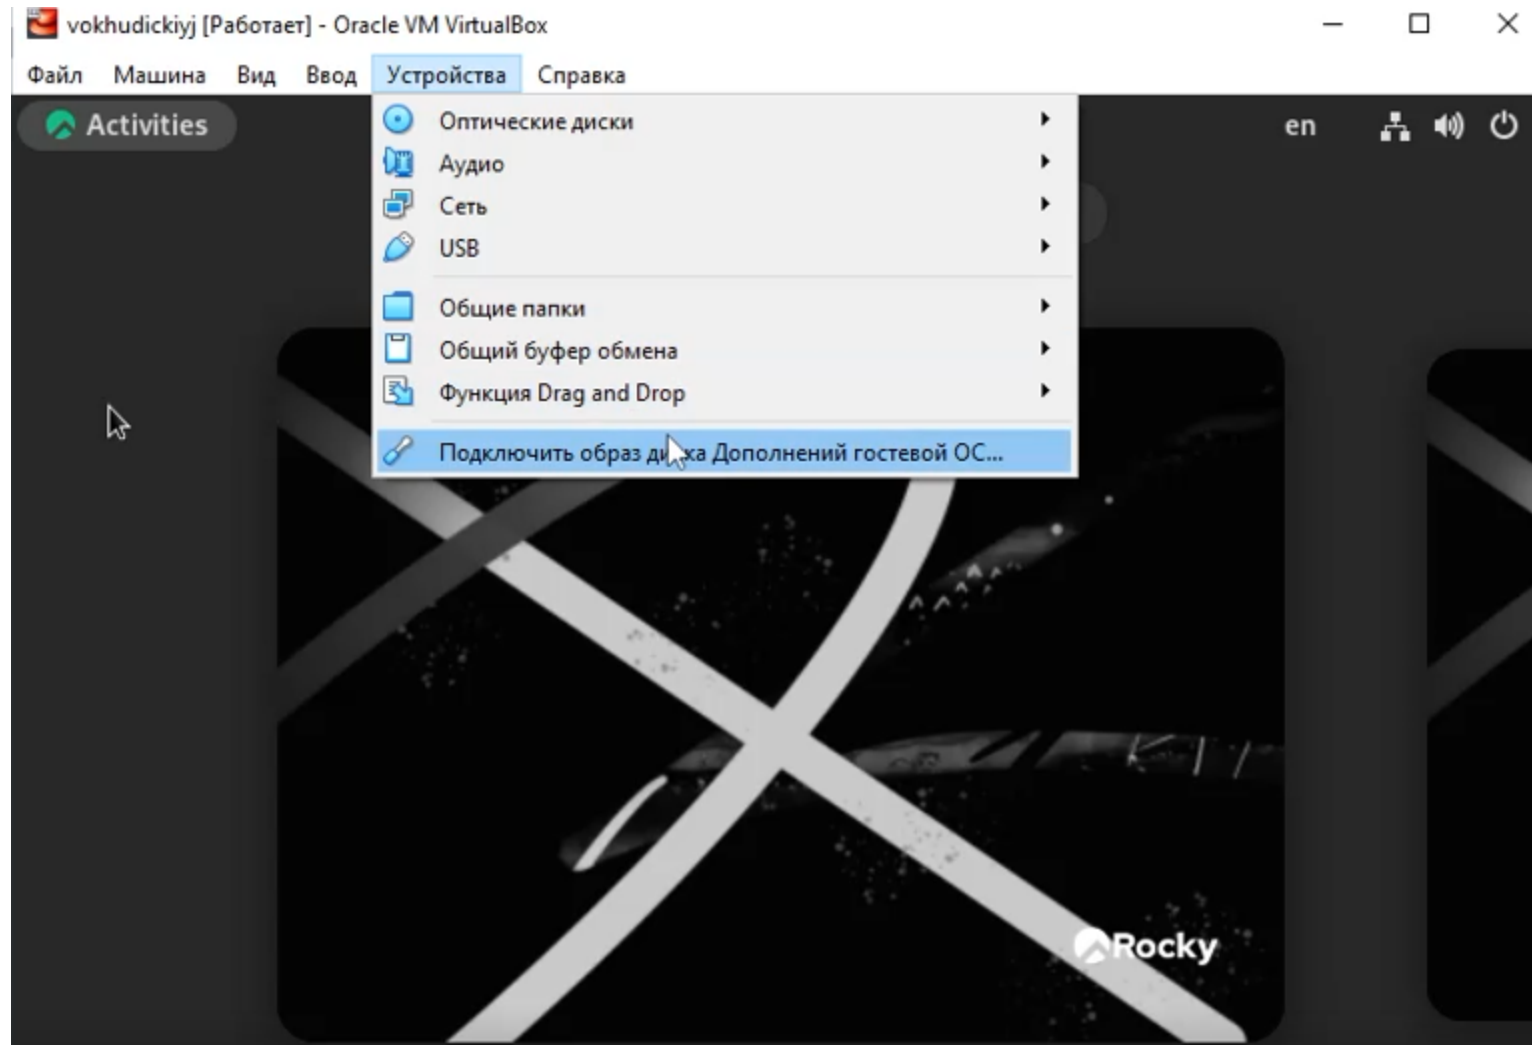 vokhudickiyj [Работает] - Oracle VM VirtualBox
Файл Машина Вид Ввод Устройства Справка
Activities
en
Оптические диски
Аудио
Сеть
USB
Общие папки
Общий буфер обмена
Функция Drag and Drop
Подключить образ диска Дополнений гостевой ОС...
Rocky